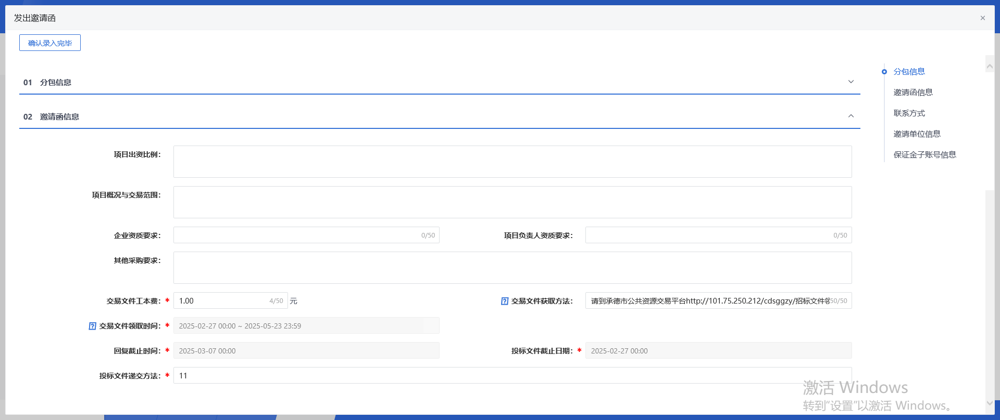 发出邀请函
×
确认录入完毕
01 分包信息
02 邀请函信息
项目出资比例：
项目概况与交易范围：
企业资质要求： 0/50 项目负责人资质要求： 0/50
其他采购要求：
交易文件工本费：* 1.00 4/50 元 ? 交易文件获取方法： 请到承德市公共资源交易平台http://101.75.250.212/cdsggzy/招标文件领50/50
? 交易文件领取时间：* 2025-02-27 00:00 ~ 2025-05-23 23:59
回复截止时间：* 2025-03-07 00:00 投标文件截止日期：* 2025-02-27 00:00
投标文件递交方法：* 11
分包信息
邀请函信息
联系方式
邀请单位信息
保证金子账号信息
激活 Windows
转到“设置”以激活 Windows。